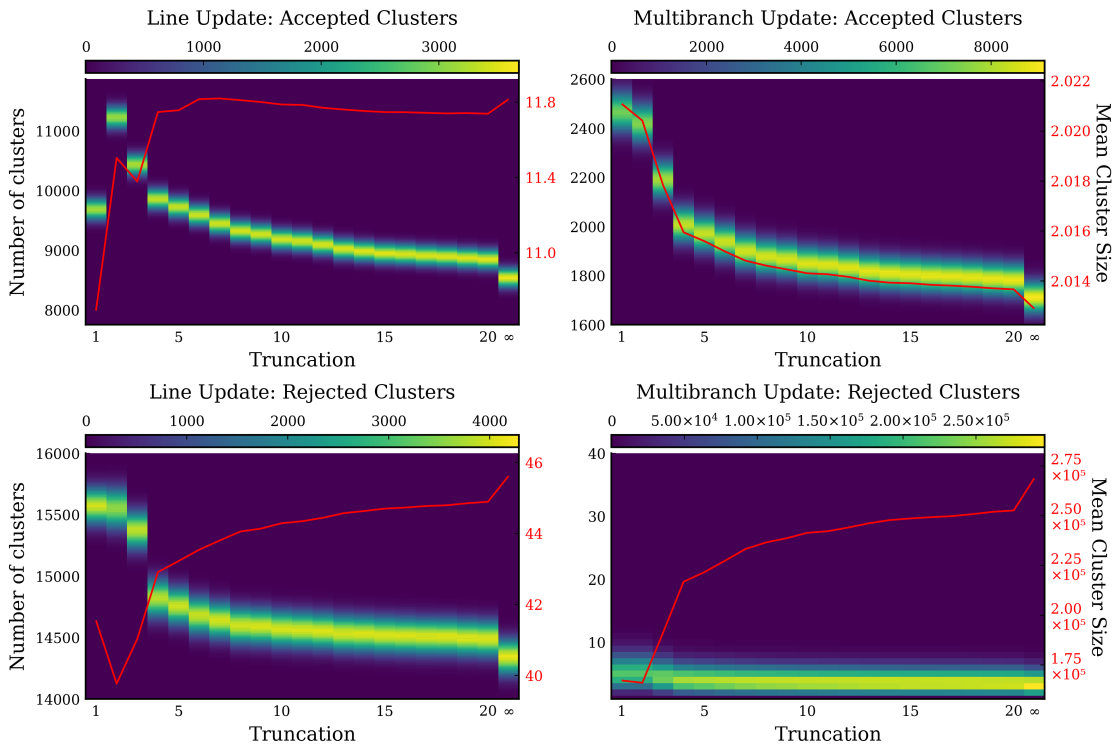 Line Update: Accepted Clusters
0 1000 2000 3000
Number of clusters
11000
10000
9000
8000
11.8
11.4
11.0
1 5 10 15 20 ∞
Truncation
Multibranch Update: Accepted Clusters
0 2000 4000 6000 8000
2600
2400
2200
2000
1800
1600
2.022
2.020
2.018
2.016
2.014
Mean Cluster Size
1 5 10 15 20 ∞
Truncation
Line Update: Rejected Clusters
0 1000 2000 3000 4000
Number of clusters
16000
15500
15000
14500
14000
46
44
42
40
1 5 10 15 20 ∞
Truncation
Multibranch Update: Rejected Clusters
0 5.00×10⁴ 1.00×10⁵ 1.50×10⁵ 2.00×10⁵ 2.50×10⁵
40
30
20
10
2.75
×10⁵
2.50
×10⁵
2.25
×10⁵
2.00
×10⁵
1.75
×10⁵
Mean Cluster Size
1 5 10 15 20 ∞
Truncation